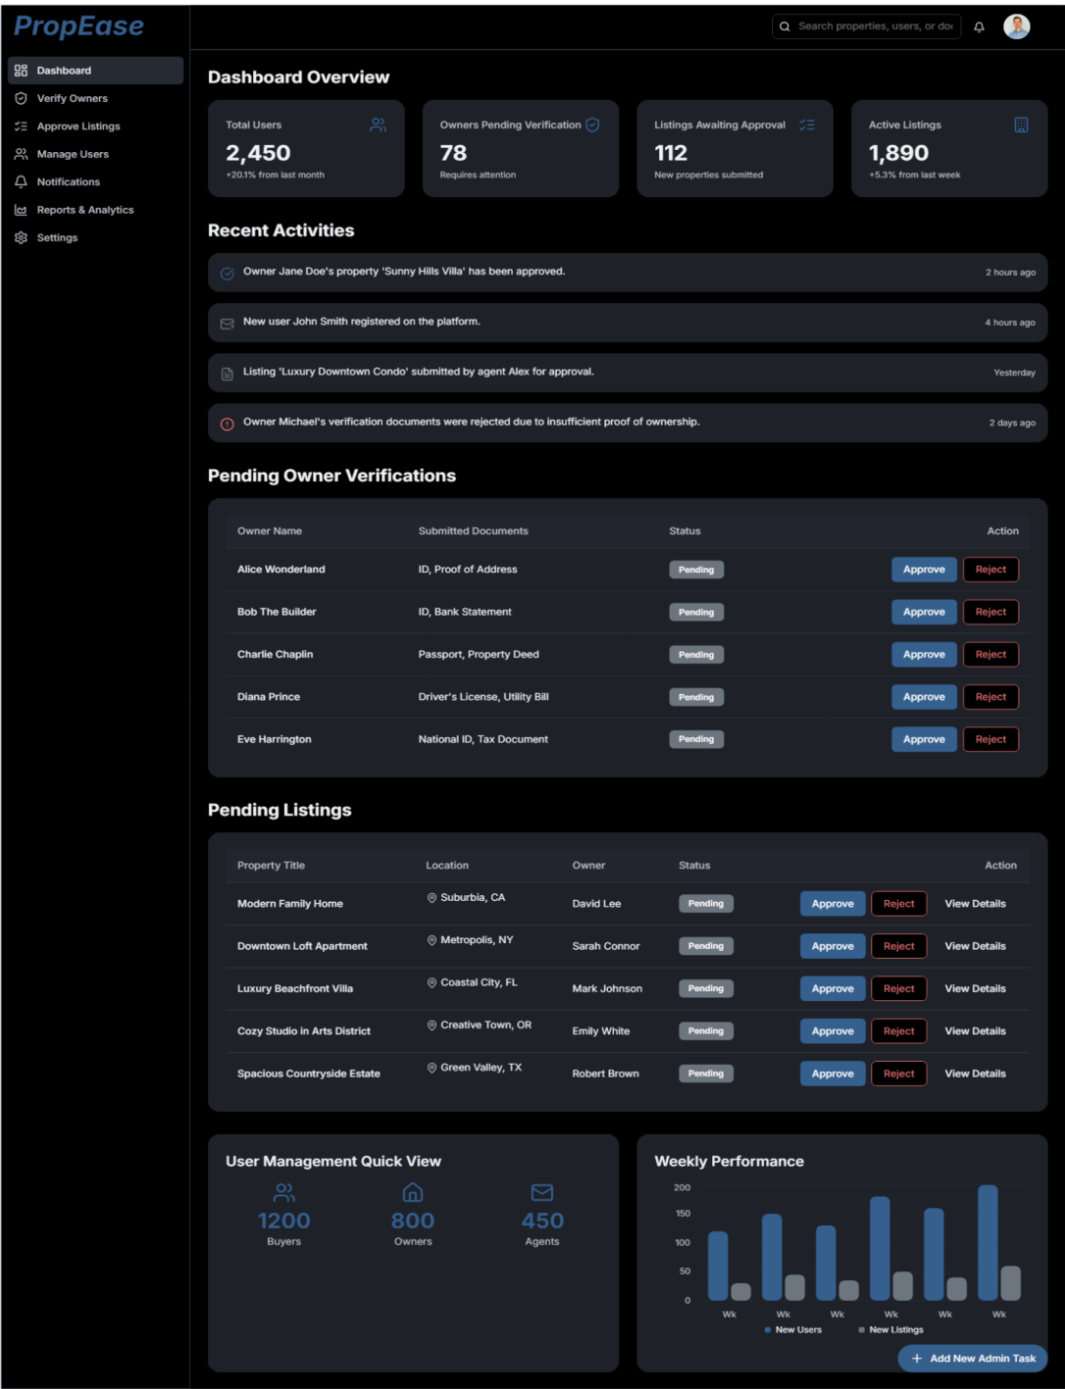 PropEase
Search properties, users, or do
Dashboard
Verify Owners
Approve Listings
Manage Users
Notifications
Reports & Analytics
Settings
Dashboard Overview
Total Users
2,450
+20.1% from last month
Owners Pending Verification
78
Requires attention
Listings Awaiting Approval
112
New properties submitted
Active Listings
1,890
+5.3% from last week
Recent Activities
Owner Jane Doe's property 'Sunny Hills Villa' has been approved. 2 hours ago
New user John Smith registered on the platform. 4 hours ago
Listing 'Luxury Downtown Condo' submitted by agent Alex for approval. Yesterday
Owner Michael's verification documents were rejected due to insufficient proof of ownership. 2 days ago
Pending Owner Verifications
Owner Name Submitted Documents Status Action
Alice Wonderland ID, Proof of Address Pending Approve Reject
Bob The Builder ID, Bank Statement Pending Approve Reject
Charlie Chaplin Passport, Property Deed Pending Approve Reject
Diana Prince Driver's License, Utility Bill Pending Approve Reject
Eve Harrington National ID, Tax Document Pending Approve Reject
Pending Listings
Property Title Location Owner Status Action
Modern Family Home Suburbia, CA David Lee Pending Approve Reject View Details
Downtown Loft Apartment Metropolis, NY Sarah Connor Pending Approve Reject View Details
Luxury Beachfront Villa Coastal City, FL Mark Johnson Pending Approve Reject View Details
Cozy Studio in Arts District Creative Town, OR Emily White Pending Approve Reject View Details
Spacious Countryside Estate Green Valley, TX Robert Brown Pending Approve Reject View Details
User Management Quick View
1200 800 450
Buyers Owners Agents
Weekly Performance
200
150
100
50
0
Wk Wk Wk Wk Wk Wk
New Users New Listings
+ Add New Admin Task